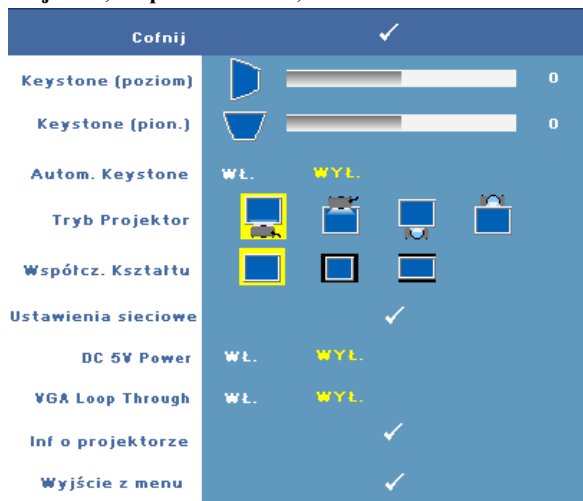 Cofnij
Keystone (poziom) 0
Keystone (pion.) 0
Autom. Keystone WŁ. WYŁ.
Tryb Projektor
Współcz. Kształtu
Ustawienia sieciowe
DC 5V Power WŁ. WYŁ.
VGA Loop Through WŁ. WYŁ.
Inf o projektorze
Wyjście z menu